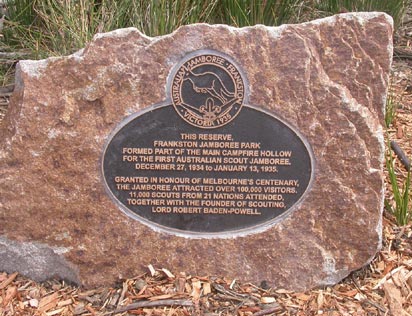 AUSTRALIAN JAMBOREE · FRANKSTON
VICTORIA 1935
THIS RESERVE,
FRANKSTON JAMBOREE PARK
FORMED PART OF THE MAIN CAMPFIRE HOLLOW
FOR THE FIRST AUSTRALIAN SCOUT JAMBOREE.
DECEMBER 27, 1934 to JANUARY 13, 1935.
GRANTED IN HONOUR OF MELBOURNE'S CENTENARY,
THE JAMBOREE ATTRACTED OVER 100,000 VISITORS.
11,000 SCOUTS FROM 21 NATIONS ATTENDED,
TOGETHER WITH THE FOUNDER OF SCOUTING,
LORD ROBERT BADEN-POWELL.